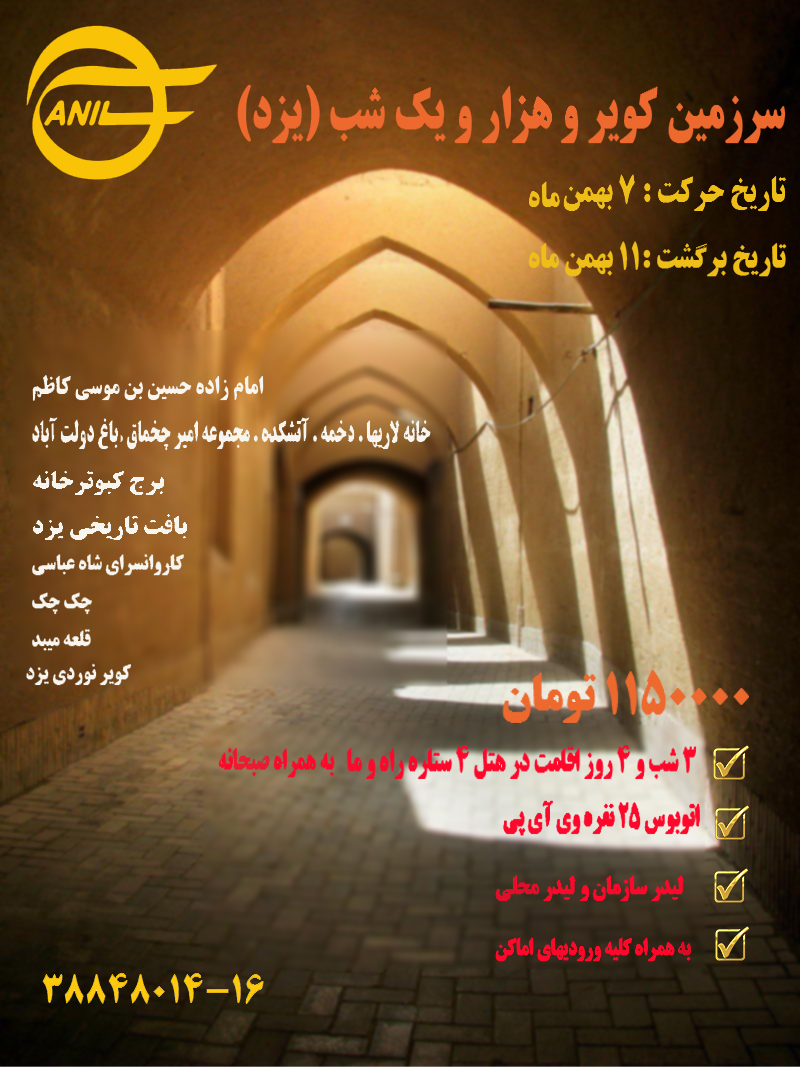 ANIL
سرزمین کویر و هزار و یک شب (یزد)
تاریخ حرکت : ۷ بهمن ماه
تاریخ برگشت :۱۱ بهمن ماه
امام زاده حسین بن موسی کاظم
خانه لاریها . دخمه . آتشکده . مجموعه امیر چخماق .باغ دولت آباد
برج کبوترخانه
بافت تاریخی یزد
کاروانسرای شاه عباسی
چک چک
قلعه میبد
کویر نوردی یزد
۱۱۵۰۰۰۰ تومان
۳ شب و ۴ روز اقامت در هتل ۴ ستاره راه و ما به همراه صبحانه
اتوبوس ۲۵ نفره وی آی پی
لیدر سازمان و لیدر محلی
به همراه کلیه ورودیهای اماکن
۳۸۸۴۸۰۱۴-۱۶